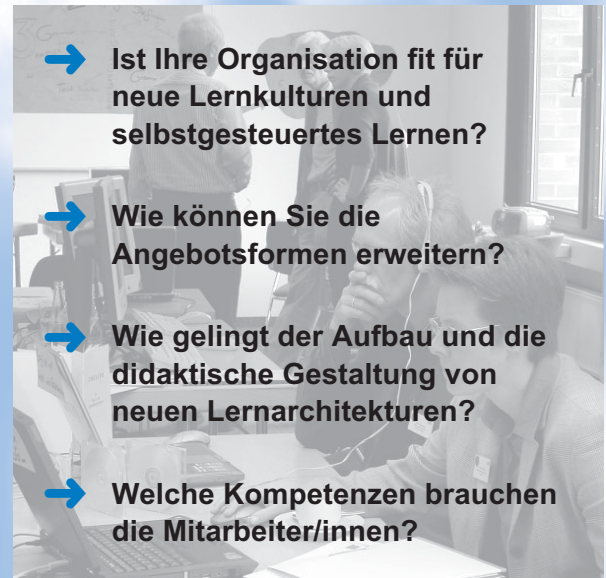 Ist Ihre Organisation fit für
neue Lernkulturen und
selbstgesteuertes Lernen?
Wie können Sie die
Angebotsformen erweitern?
Wie gelingt der Aufbau und die
didaktische Gestaltung von
neuen Lernarchitekturen?
Welche Kompetenzen brauchen
die Mitarbeiter/innen?